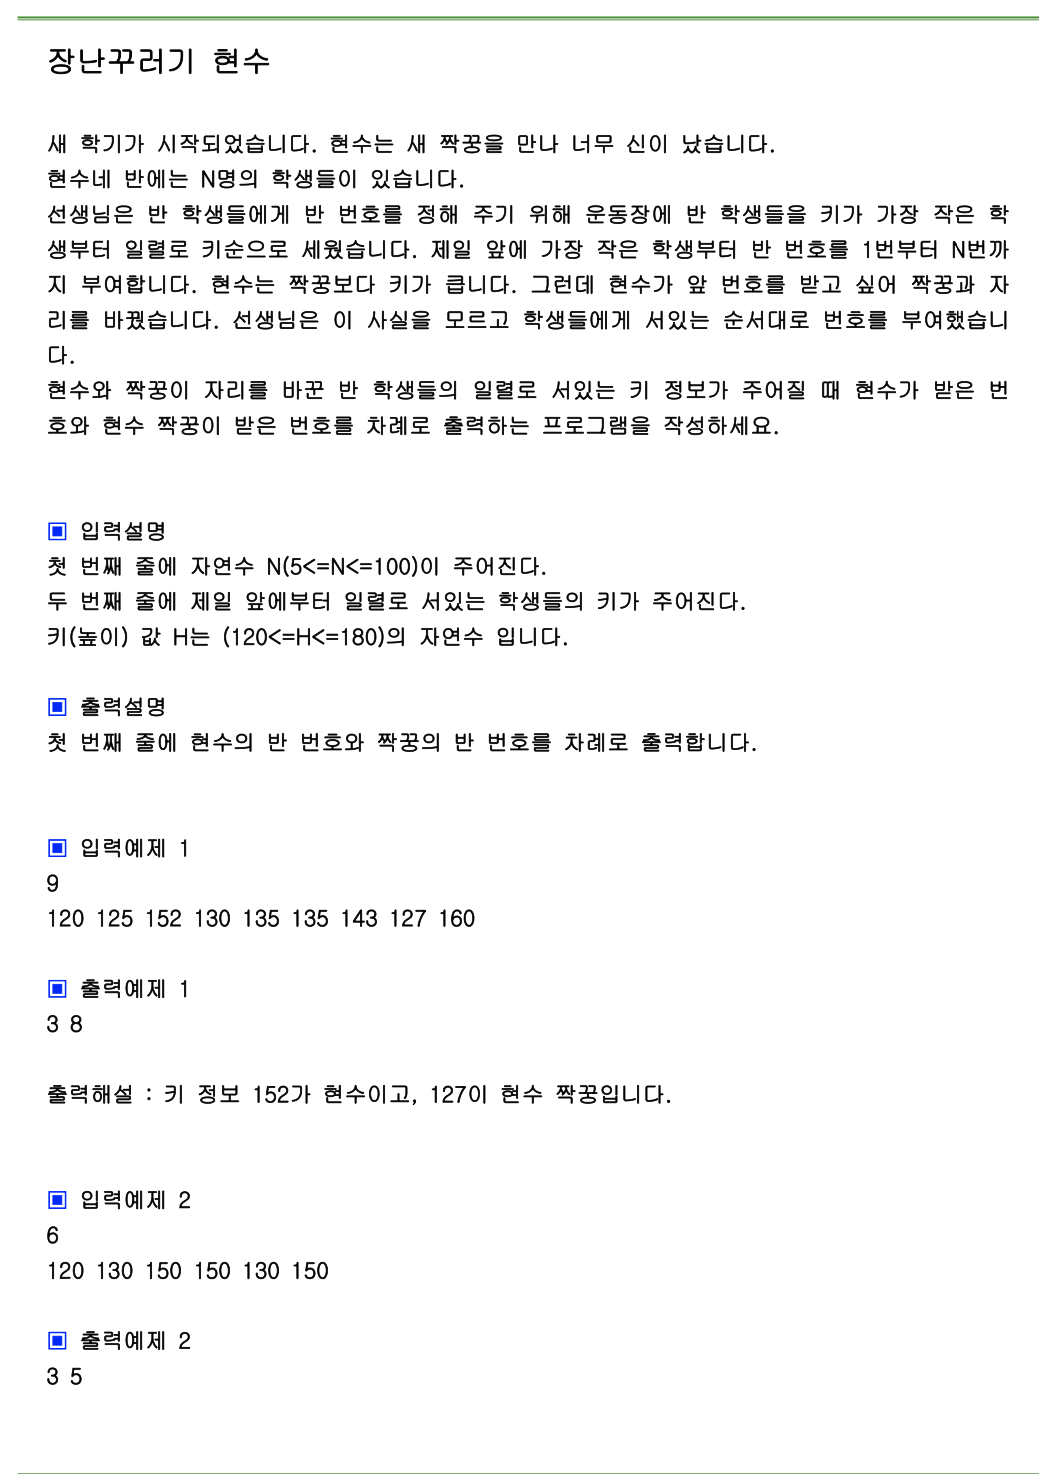 장난꾸러기 현수
새 학기가 시작되었습니다. 현수는 새 짝꿍을 만나 너무 신이 났습니다.
현수네 반에는 N명의 학생들이 있습니다.
선생님은 반 학생들에게 반 번호를 정해 주기 위해 운동장에 반 학생들을 키가 가장 작은 학
생부터 일렬로 키순으로 세웠습니다. 제일 앞에 가장 작은 학생부터 반 번호를 1번부터 N번까
지 부여합니다. 현수는 짝꿍보다 키가 큽니다. 그런데 현수가 앞 번호를 받고 싶어 짝꿍과 자
리를 바꿨습니다. 선생님은 이 사실을 모르고 학생들에게 서있는 순서대로 번호를 부여했습니
다.
현수와 짝꿍이 자리를 바꾼 반 학생들의 일렬로 서있는 키 정보가 주어질 때 현수가 받은 번
호와 현수 짝꿍이 받은 번호를 차례로 출력하는 프로그램을 작성하세요.
▣ 입력설명
첫 번째 줄에 자연수 N(5<=N<=100)이 주어진다.
두 번째 줄에 제일 앞에부터 일렬로 서있는 학생들의 키가 주어진다.
키(높이) 값 H는 (120<=H<=180)의 자연수 입니다.
▣ 출력설명
첫 번째 줄에 현수의 반 번호와 짝꿍의 반 번호를 차례로 출력합니다.
▣ 입력예제 1
9
120 125 152 130 135 135 143 127 160
▣ 출력예제 1
3 8
출력해설 : 키 정보 152가 현수이고, 127이 현수 짝꿍입니다.
▣ 입력예제 2
6
120 130 150 150 130 150
▣ 출력예제 2
3 5